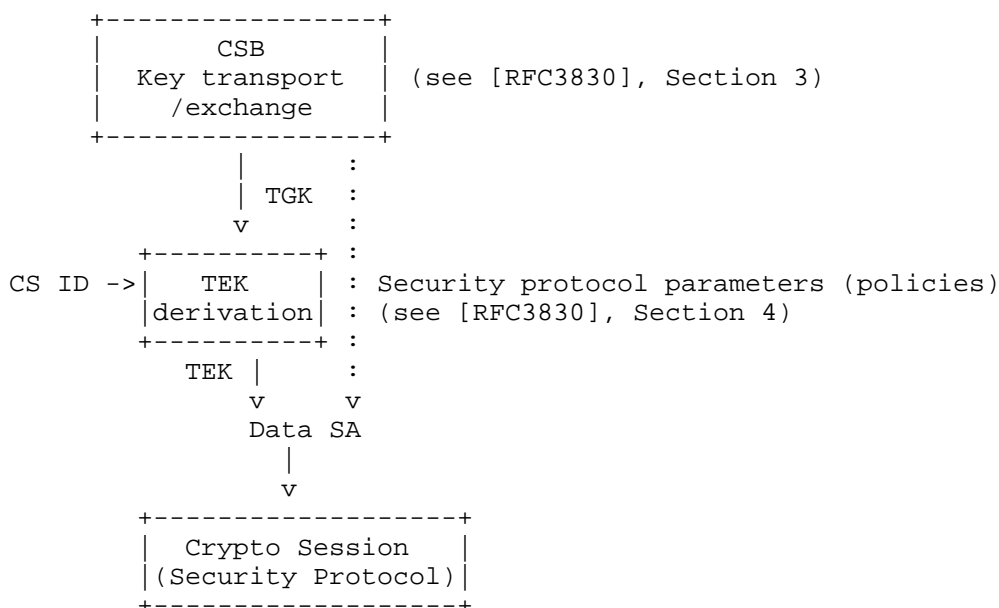 CSB
Key transport (see [RFC3830], Section 3)
/exchange
TGK
CS ID -> TEK Security protocol parameters (policies)
derivation (see [RFC3830], Section 4)
TEK
v v
Data SA
v
Crypto Session
(Security Protocol)